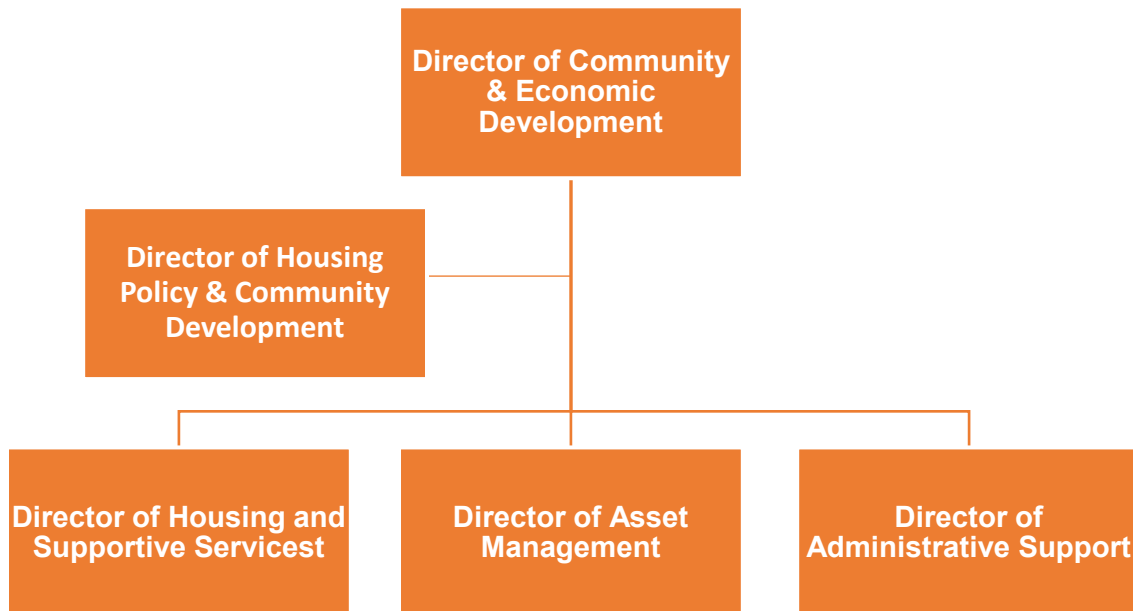 Director of Community
& Economic
Development
Director of Housing
Policy & Community
Development
Director of Housing and
Supportive Servicest
Director of Asset
Management
Director of
Administrative Support